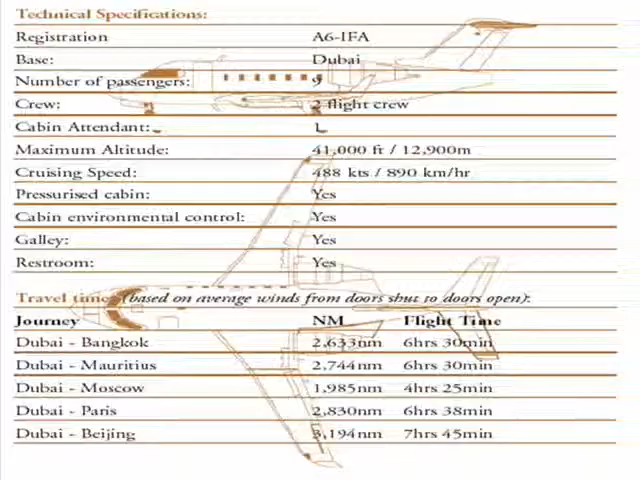 Technical Specifications:
Registration A6-IFA
Base: Dubai
Number of passengers: 9
Crew: 2 flight crew
Cabin Attendant: 1
Maximum Altitude: 41,000 ft / 12,900m
Cruising Speed: 488 kts / 890 km/hr
Pressurised cabin: Yes
Cabin environmental control: Yes
Galley: Yes
Restroom: Yes
Travel time (based on average winds from doors shut to doors open):
Journey NM Flight Time
Dubai - Bangkok 2,633nm 6hrs 30min
Dubai - Mauritius 2,744nm 6hrs 30min
Dubai - Moscow 1,985nm 4hrs 25min
Dubai - Paris 2,830nm 6hrs 38min
Dubai - Beijing 3,194nm 7hrs 45min